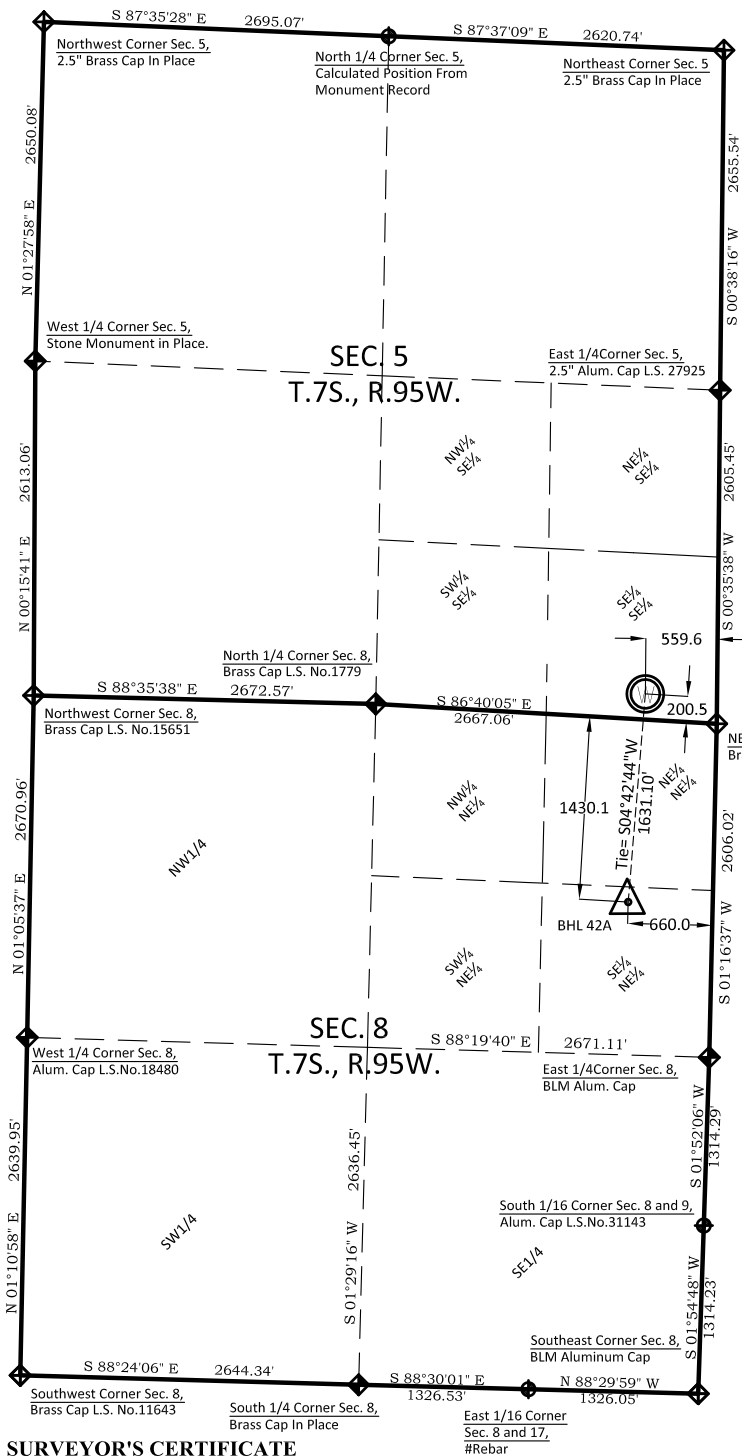 S 87°35'28" E 2695.07'
S 87°37'09" E 2620.74'
Northwest Corner Sec. 5,
2.5" Brass Cap In Place
North 1/4 Corner Sec. 5,
Calculated Position From
Monument Record
Northeast Corner Sec. 5
2.5" Brass Cap In Place
N 01°27'58" E 2650.08'
S 00°38'16" W 2655.54'
West 1/4 Corner Sec. 5,
Stone Monument in Place.
SEC. 5
T.7S., R.95W.
East 1/4Corner Sec. 5,
2.5" Alum. Cap L.S. 27925
NW¼
SE¼
NE¼
SE¼
N 00°15'41" E 2613.06'
S 00°35'38" W 2605.45'
SW¼
SE¼
SE¼
SE¼
559.6
North 1/4 Corner Sec. 8,
Brass Cap L.S. No.1779
S 88°35'38" E 2672.57'
S 86°40'05" E
2667.06'
W
200.5
Northwest Corner Sec. 8,
Brass Cap L.S. No.15651
NE
Br
NW¼
NE¼
1430.1
Tie= S04°42'44"W
1631.10'
NE¼
NE¼
N 01°05'37" E 2670.96'
NW1/4
S 01°16'37" W 2606.02'
BHL 42A
660.0
SW¼
NE¼
SE¼
NE¼
SEC. 8
T.7S., R.95W.
S 88°19'40" E 2671.11'
West 1/4 Corner Sec. 8,
Alum. Cap L.S.No.18480
East 1/4Corner Sec. 8,
BLM Alum. Cap
S 01°52'06" W
1314.29'
N 01°10'58" E 2639.95'
S 01°29'16" W 2636.45'
South 1/16 Corner Sec. 8 and 9,
Alum. Cap L.S.No.31143
SW1/4
SE1/4
S 01°54'48" W
1314.23'
Southeast Corner Sec. 8,
BLM Aluminum Cap
S 88°24'06" E 2644.34'
S 88°30'01" E
1326.53'
N 88°29'59" W
1326.05'
Southwest Corner Sec. 8,
Brass Cap L.S. No.11643
South 1/4 Corner Sec. 8,
Brass Cap In Place
East 1/16 Corner
Sec. 8 and 17,
#Rebar
SURVEYOR'S CERTIFICATE